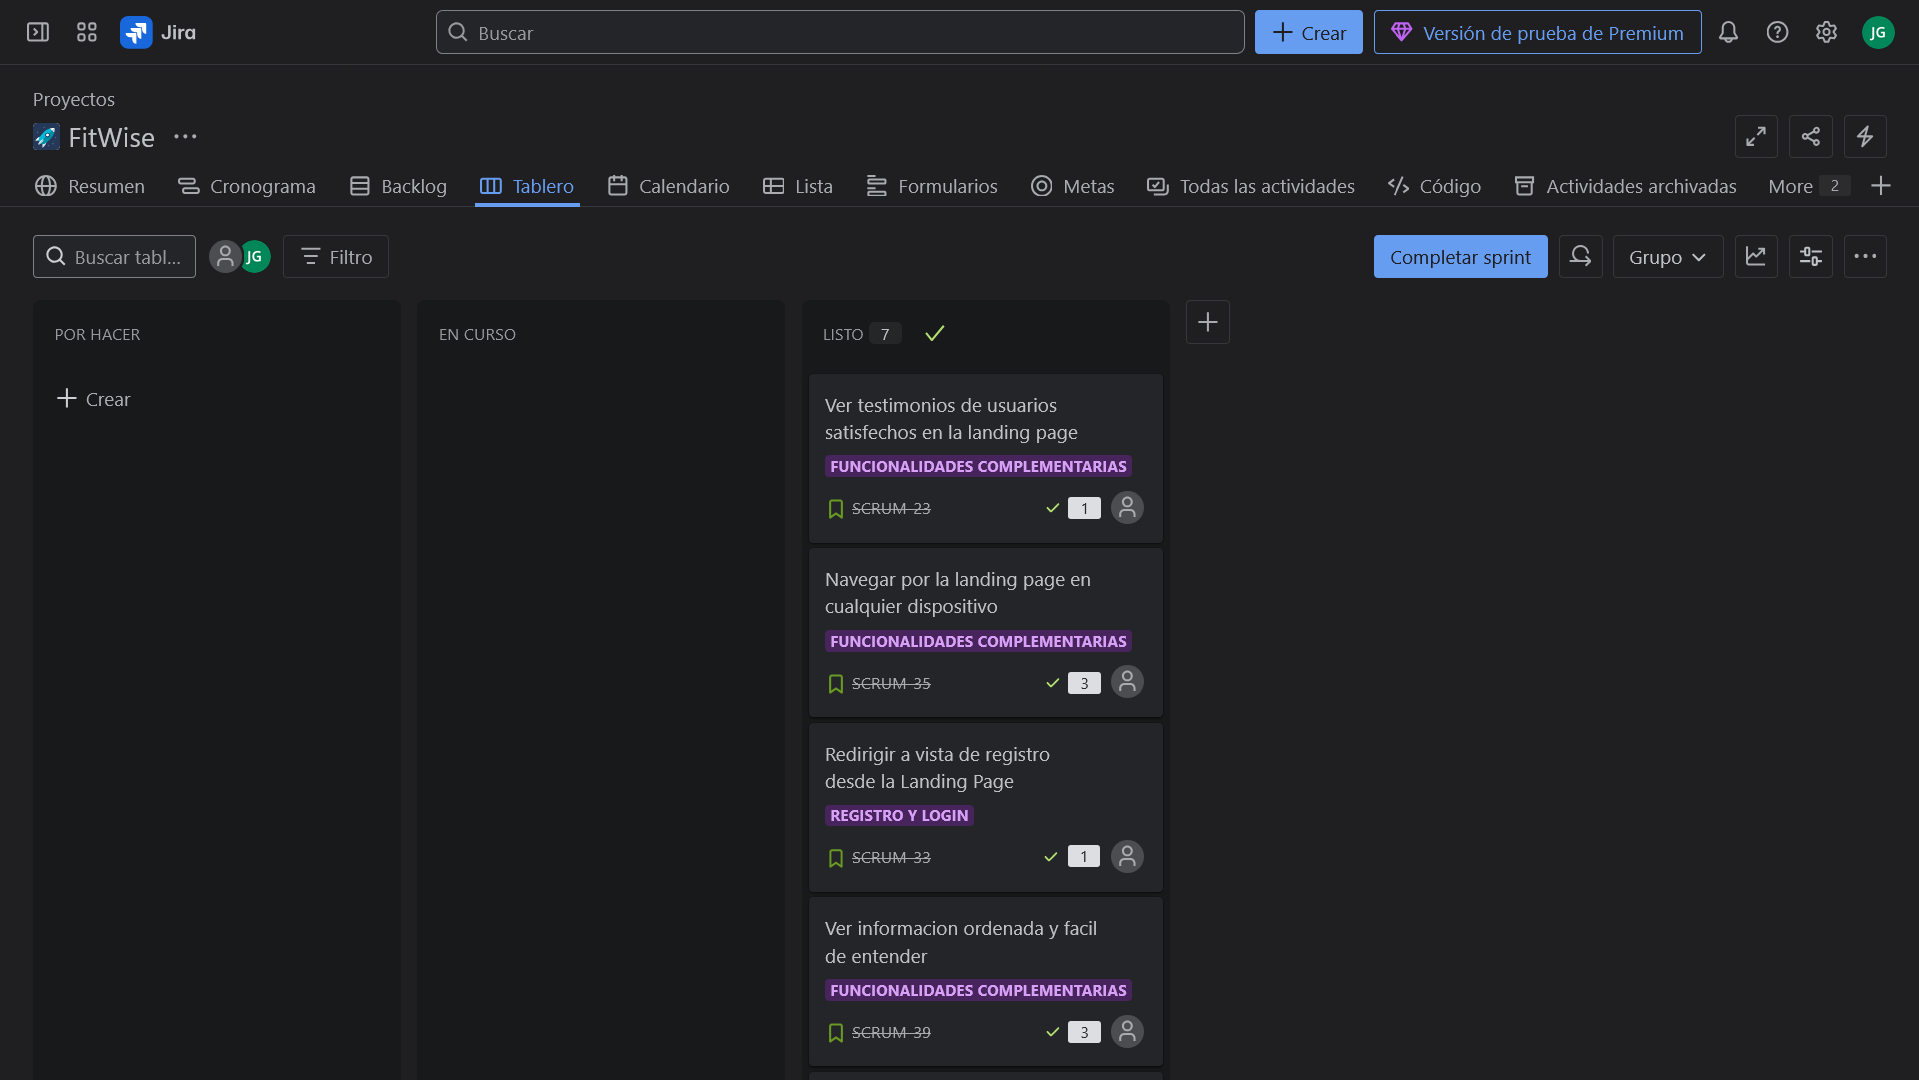 Jira
Buscar
Crear
Versión de prueba de Premium
JG
Proyectos
FitWise
Resumen
Cronograma
Backlog
Tablero
Calendario
Lista
Formularios
Metas
Todas las actividades
Código
Actividades archivadas
More 2
Buscar tabl...
JG
Filtro
Completar sprint
Grupo
POR HACER
Crear
EN CURSO
LISTO 7
Ver testimonios de usuarios
satisfechos en la landing page
FUNCIONALIDADES COMPLEMENTARIAS
SCRUM-23
1
Navegar por la landing page en
cualquier dispositivo
FUNCIONALIDADES COMPLEMENTARIAS
SCRUM-35
3
Redirigir a vista de registro
desde la Landing Page
REGISTRO Y LOGIN
SCRUM-33
1
Ver informacion ordenada y facil
de entender
FUNCIONALIDADES COMPLEMENTARIAS
SCRUM-39
3